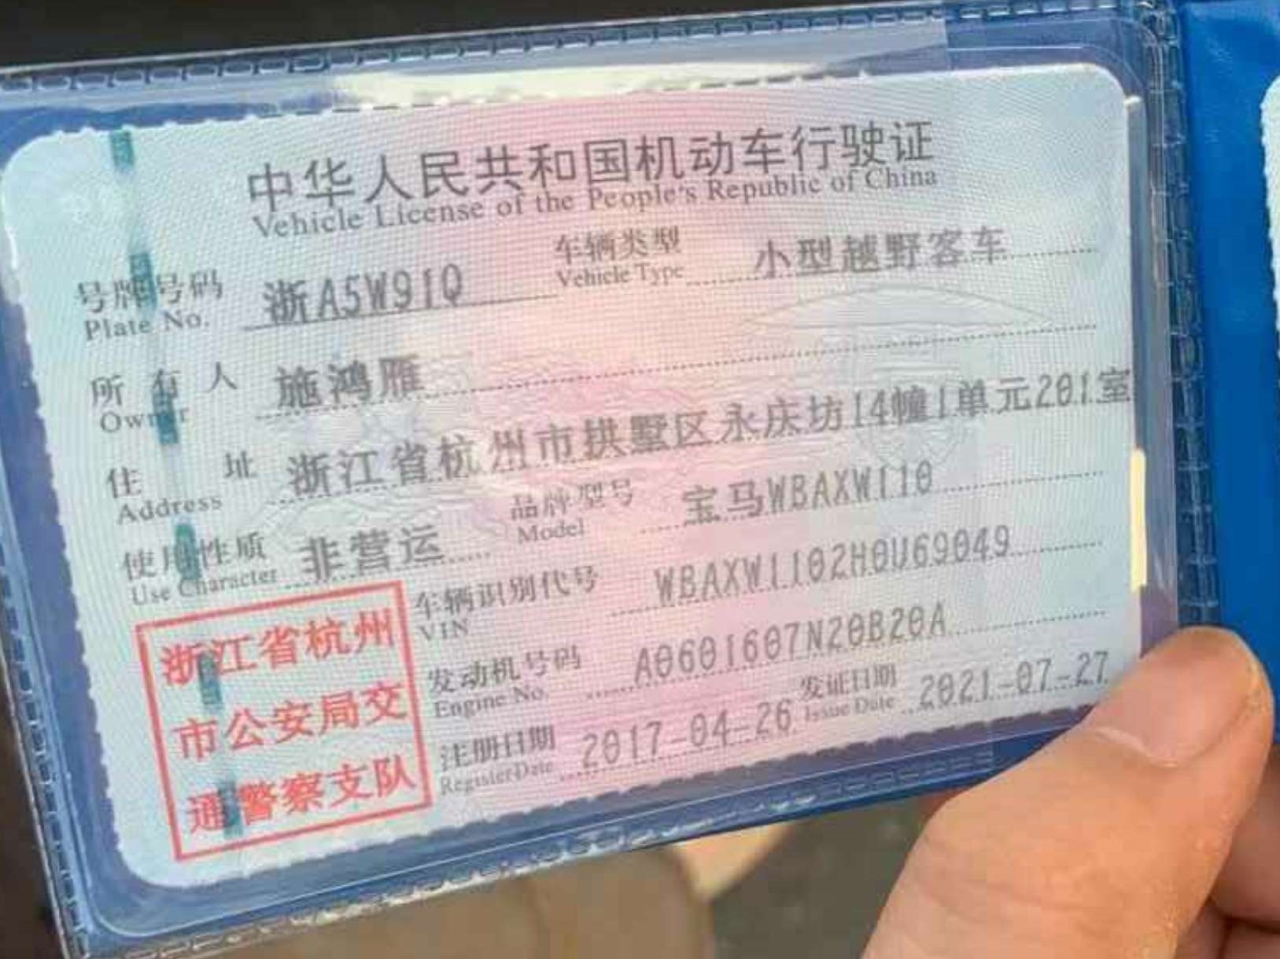 中华人民共和国机动车行驶证
Vehicle License of the People's Republic of China
号牌号码 浙A5W91Q 车辆类型 小型越野客车
Plate No. Vehicle Type
所有人 施鸿雁
Owner
住址 浙江省杭州市拱墅区永庆坊14幢1单元201室
Address
使用性质 非营运 品牌型号 宝马WBAXW110
Use Character Model
车辆识别代号 WBAXW1102H0U69049
VIN
发动机号码 A0601607N20B20A
Engine No.
注册日期 2017-04-26 发证日期 2021-07-27
Register Date Issue Date
浙江省杭州
市公安局交
通警察支队